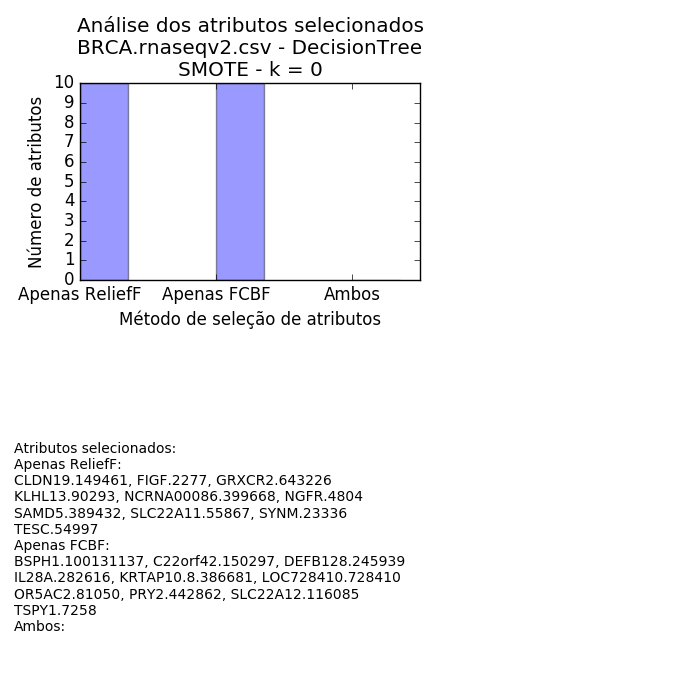 Análise dos atributos selecionados
BRCA.rnaseqv2.csv - DecisionTree
SMOTE - k = 0
10
9
8
7
6
5
4
3
2
1
0
Número de atributos
Apenas ReliefF
Apenas FCBF
Ambos
Método de seleção de atributos
Atributos selecionados:
Apenas ReliefF:
CLDN19.149461, FIGF.2277, GRXCR2.643226
KLHL13.90293, NCRNA00086.399668, NGFR.4804
SAMD5.389432, SLC22A11.55867, SYNM.23336
TESC.54997
Apenas FCBF:
BSPH1.100131137, C22orf42.150297, DEFB128.245939
IL28A.282616, KRTAP10.8.386681, LOC728410.728410
OR5AC2.81050, PRY2.442862, SLC22A12.116085
TSPY1.7258
Ambos: